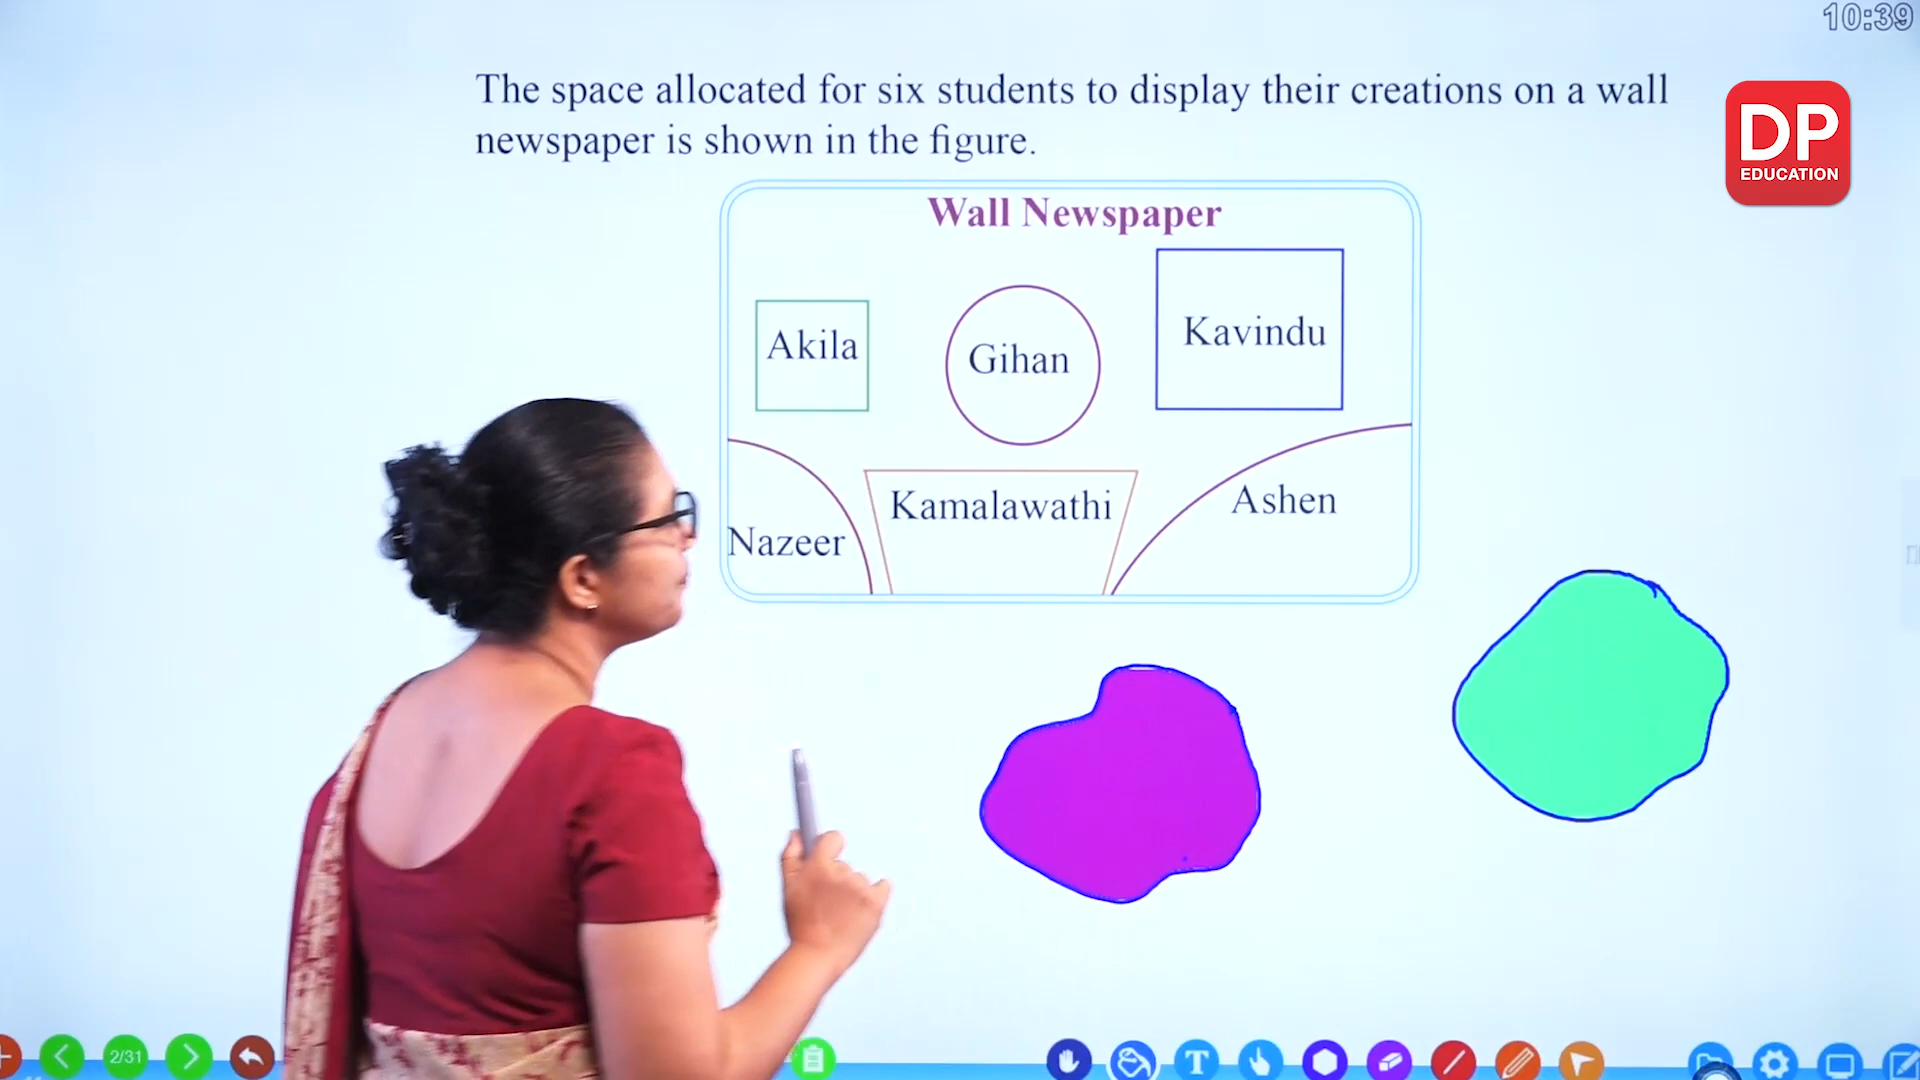 10:39
The space allocated for six students to display their creations on a wall
newspaper is shown in the figure.
DP
EDUCATION
Wall Newspaper
Akila
Gihan
Kavindu
Nazeer
Kamalawathi
Ashen
2/31
T